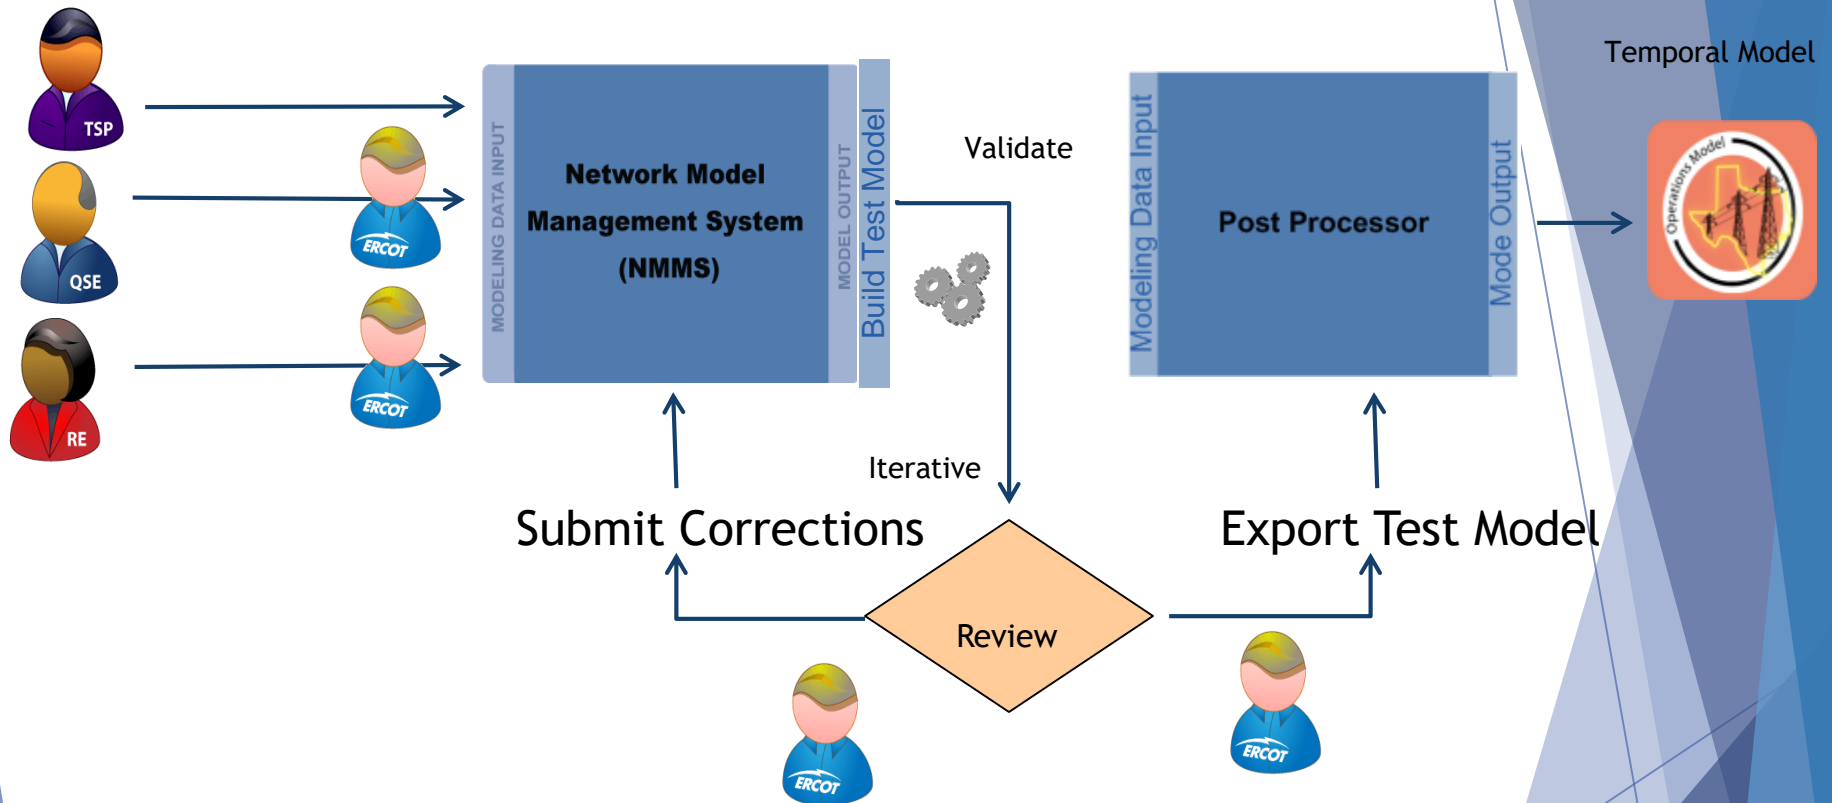 Temporal Model
TSP
QSE
RE
ERCOT
ERCOT
MODELING DATA INPUT
Network Model
Management System
(NMMS)
MODEL OUTPUT
Build Test Model
Validate
Iterative
Modeling Data Input
Post Processor
Mode Output
Operations Model
Submit Corrections
Export Test Model
Review
ERCOT
ERCOT